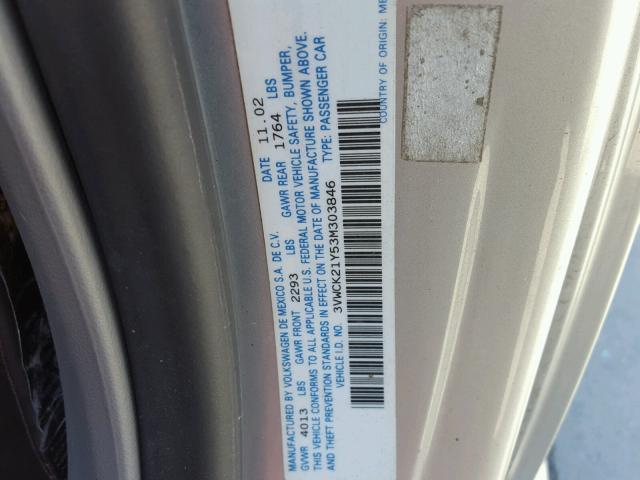 MANUFACTURED BY VOLKSWAGEN DE MEXICO S.A. DE C.V. DATE 11.02
GVWR 4013 LBS GAWR FRONT 2293 LBS GAWR REAR 1764 LBS
THIS VEHICLE CONFORMS TO ALL APPLICABLE U.S. FEDERAL MOTOR VEHICLE SAFETY, BUMPER,
THEFT PREVENTION STANDARDS IN EFFECT ON THE DATE OF MANUFACTURE SHOWN ABOVE.
VEHICLE I.D. NO. 3VWCK21Y53M303846 TYPE: PASSENGER CAR
COUNTRY OF ORIGIN: ME